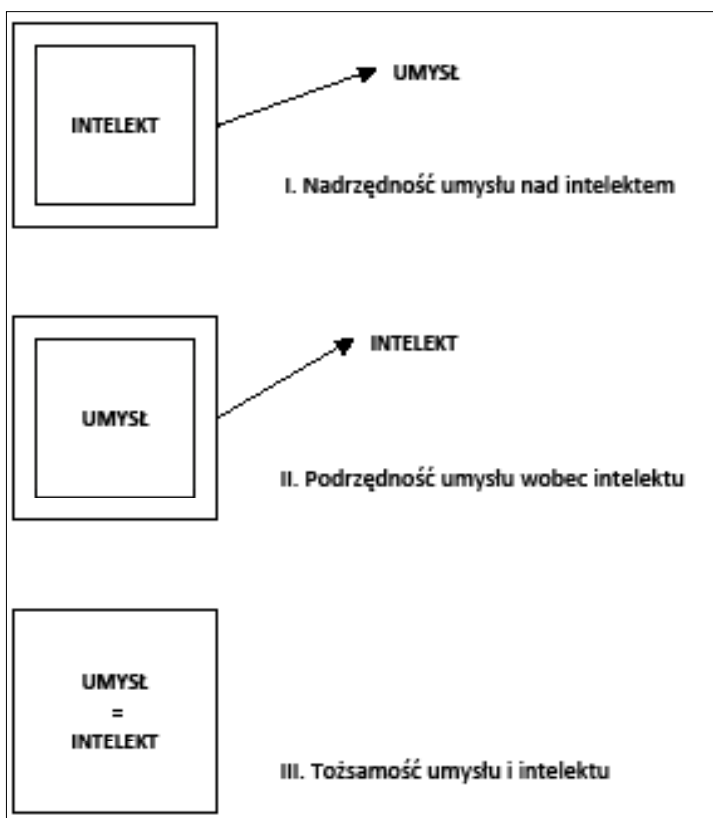 INTELEKT
UMYSŁ
I. Nadrzędność umysłu nad intelektem
UMYSŁ
INTELEKT
II. Podrzędność umysłu wobec intelektu
UMYSŁ
=
INTELEKT
III. Tożsamość umysłu i intelektu